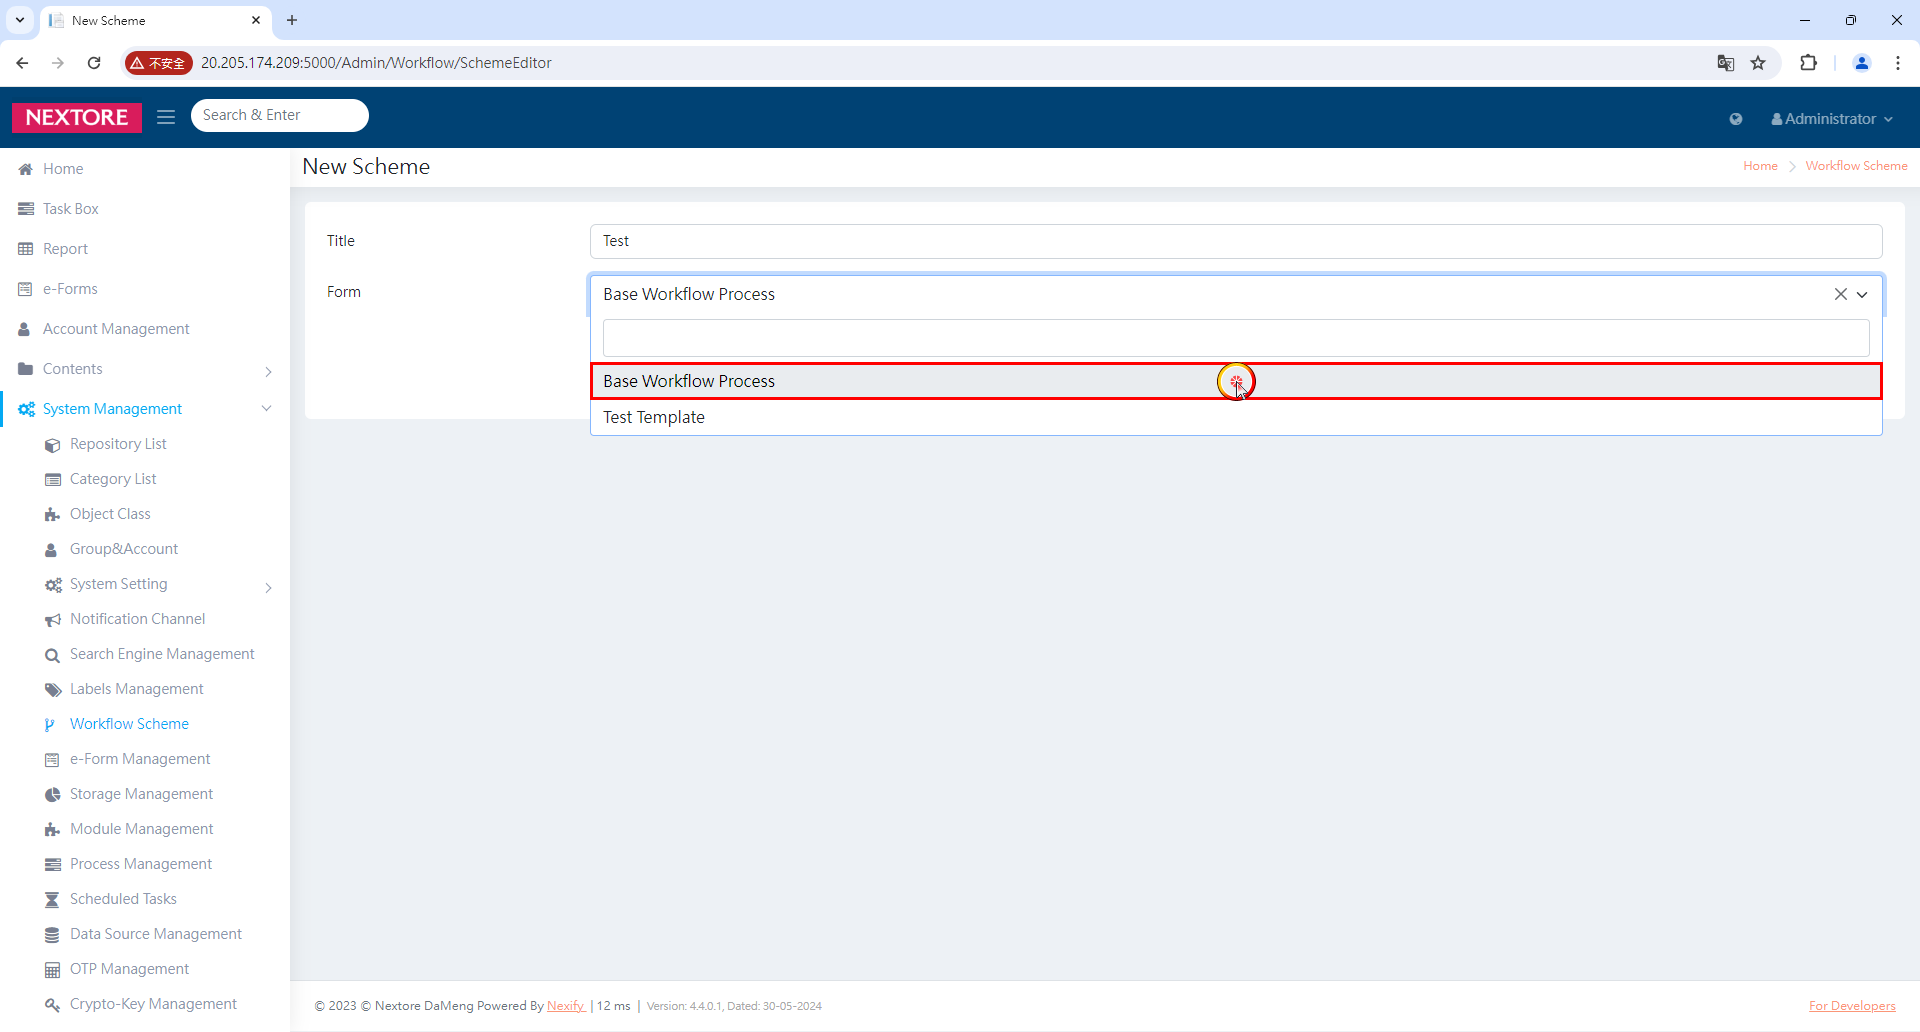 New Scheme
不安全 20.205.174.209:5000/Admin/Workflow/SchemeEditor
NEXTORE Search & Enter Administrator
Home
Task Box
Report
e-Forms
Account Management
Contents
System Management
Repository List
Category List
Object Class
Group&Account
System Setting
Notification Channel
Search Engine Management
Labels Management
Workflow Scheme
e-Form Management
Storage Management
Module Management
Process Management
Scheduled Tasks
Data Source Management
OTP Management
Crypto-Key Management
New Scheme
Home Workflow Scheme
Title Test
Form Base Workflow Process
Base Workflow Process
Test Template
© 2023 © Nextore DaMeng Powered By Nexify | 12 ms | Version: 4.4.0.1, Dated: 30-05-2024
For Developers